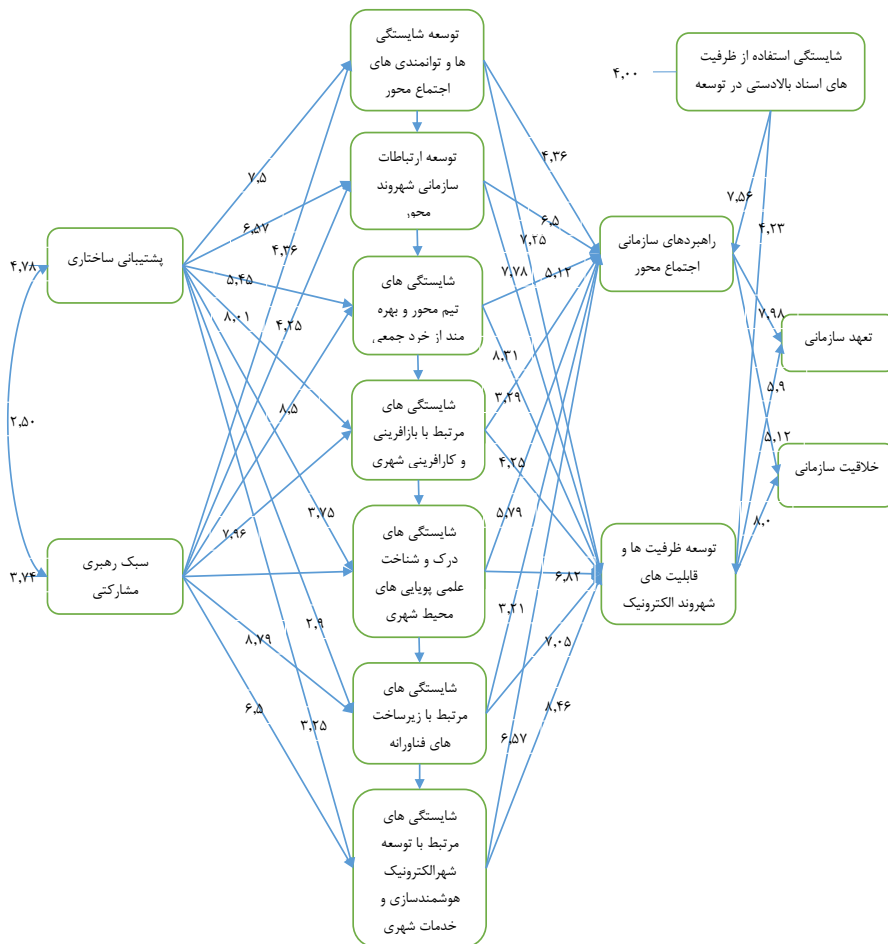 توسعه شایستگی
ها و توانمندی های
اجتماع محور
شایستگی استفاده از ظرفیت
های اسناد بالادستی در توسعه
۴,۰۰
توسعه ارتباطات
سازمانی شهروند
محور
پشتیبانی ساختاری
راهبردهای سازمانی
اجتماع محور
شایستگی های
تیم محور و بهره
مند از خرد جمعی
تعهد سازمانی
شایستگی های
مرتبط با بازافرینی
و کارافرینی شهری
خلاقیت سازمانی
شایستگی های
درک و شناخت
علمی پویایی های
محیط شهری
سبک رهبری
مشارکتی
توسعه ظرفیت ها و
قابلیت های
شهروند الکترونیک
شایستگی های
مرتبط با زیرساخت
های فناورانه
شایستگی های
مرتبط با توسعه
شهرالکترونیک
هوشمندسازی و
خدمات شهری
۴,۷۸
۲,۵۰
۳,۷۴
۷,۵
۶,۵۷
۴,۳۶
۵,۴۵
۸,۰۱
۴,۲۵
۸,۵
۳,۷۵
۷,۹۶
۲,۹
۸,۷۹
۶,۵
۳,۲۵
۴,۳۶
۶,۵
۷,۲۵
۷,۷۸
۵,۱۲
۸,۳۱
۳,۲۹
۴,۲۵
۵,۷۹
۶,۸۲
۳,۲۱
۷,۰۵
۸,۴۶
۶,۵۷
۷,۵۶
۴,۲۳
۷,۹۸
۵,۹
۵,۱۲
۸,۰